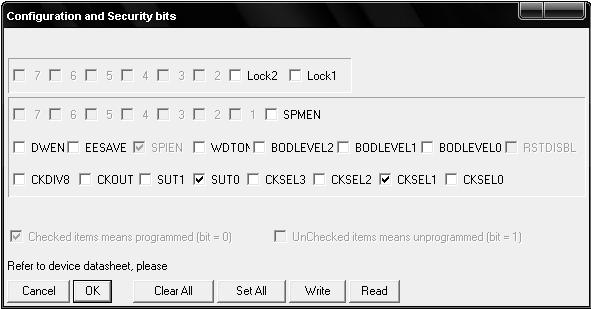 Configuration and Security bits
7 6 5 4 3 2 Lock2 Lock1
7 6 5 4 3 2 1 SPMEN
DWEN EESAVE SPIEN WDTON BODLEVEL2 BODLEVEL1 BODLEVEL0 RSTDISBL
CKDIV8 CKOUT SUT1 SUT0 CKSEL3 CKSEL2 CKSEL1 CKSEL0
Checked items means programmed (bit = 0) UnChecked items means unprogrammed (bit = 1)
Refer to device datasheet, please
Cancel OK Clear All Set All Write Read